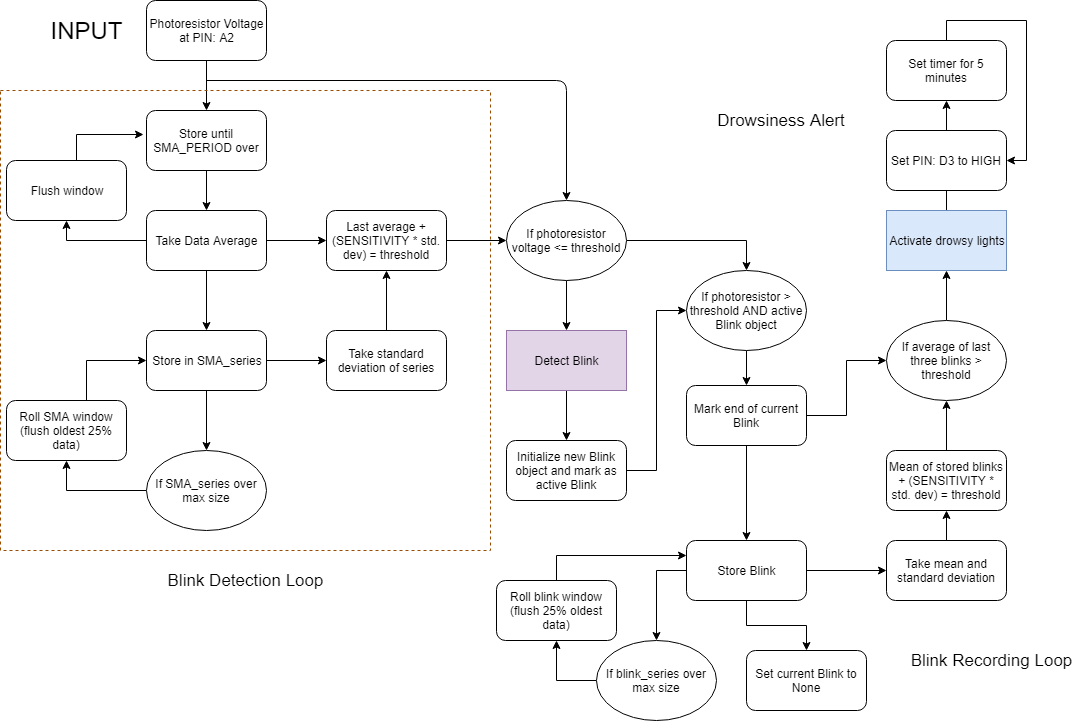 INPUT
Photoresistor Voltage
at PIN: A2
Store until
SMA_PERIOD over
Flush window
Take Data Average
Last average +
(SENSITIVITY * std.
dev) = threshold
Store in SMA_series
Take standard
deviation of series
Roll SMA window
(flush oldest 25%
data)
If SMA_series over
max size
Blink Detection Loop
If photoresistor
voltage <= threshold
Detect Blink
Initialize new Blink
object and mark as
active Blink
If photoresistor >
threshold AND active
Blink object
Mark end of current
Blink
Store Blink
Roll blink window
(flush 25% oldest
data)
If blink_series over
max size
Set current Blink to
None
Drowsiness Alert
Set timer for 5
minutes
Set PIN: D3 to HIGH
Activate drowsy lights
If average of last
three blinks >
threshold
Mean of stored blinks
+ (SENSITIVITY *
std. dev) = threshold
Take mean and
standard deviation
Blink Recording Loop